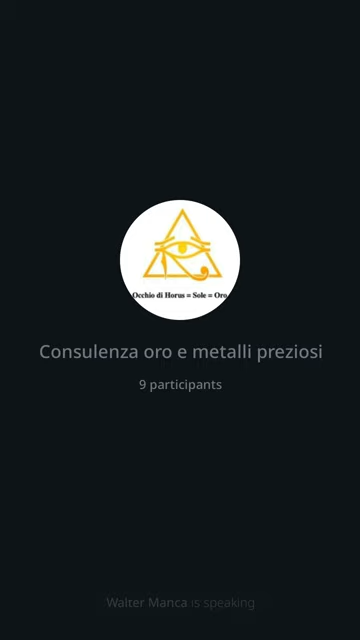 Occhio di Horus = Sole = Oro
Consulenza oro e metalli preziosi
9 participants
Walter Manca is speaking